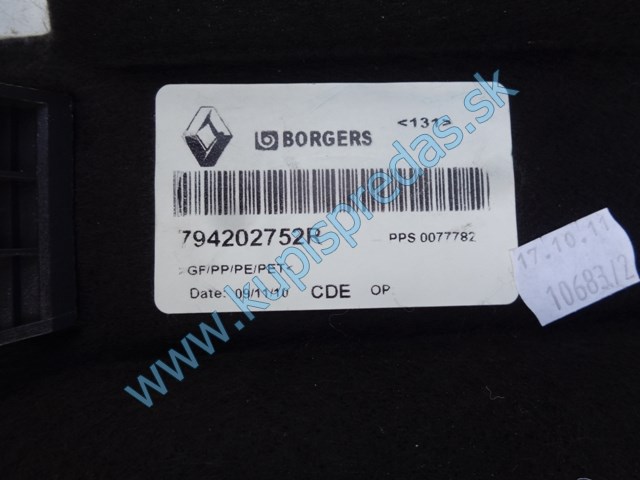 BORGERS <131>
794202752R PPS 0077782
>GF/PP/PE/PET<
Date: 09/11/10 CDE OP
17.10.11
10683/2
www.kupispredas.sk